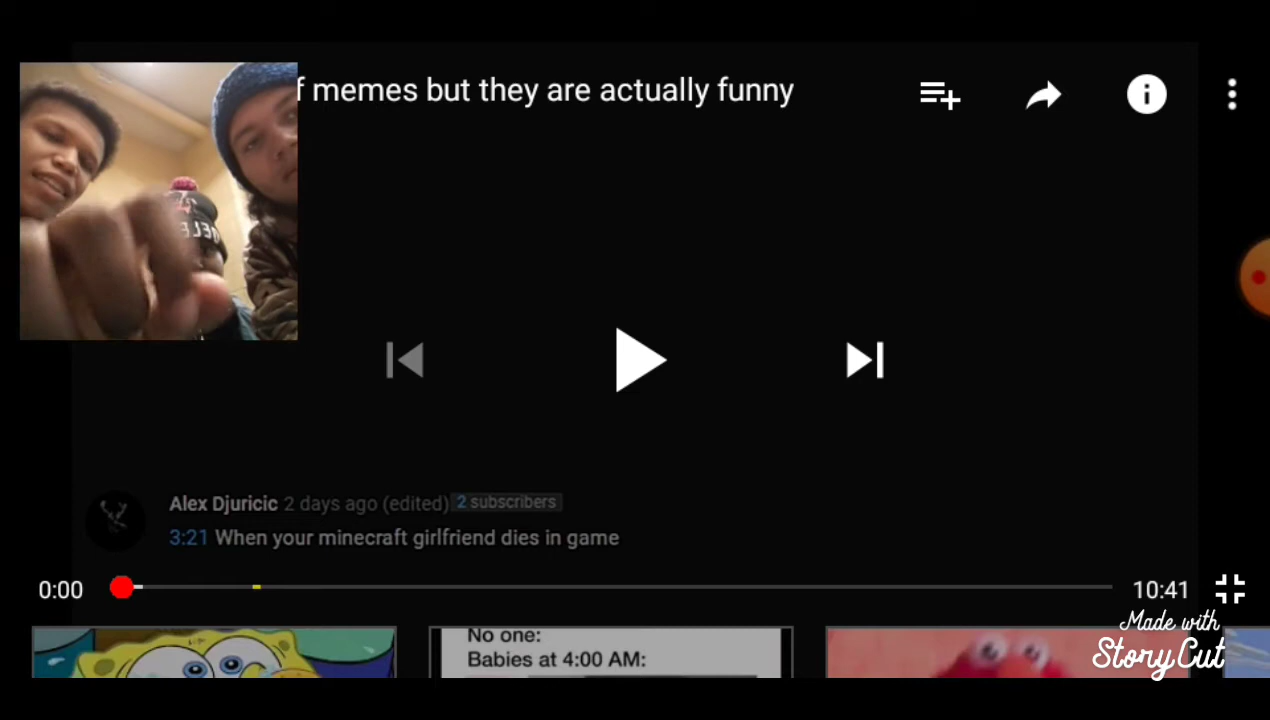 f memes but they are actually funny
Alex Djuricic 2 days ago (edited) 2 subscribers
3:21 When your minecraft girlfriend dies in game
0:00
10:41
Made with
StoryCut
No one:
Babies at 4:00 AM: